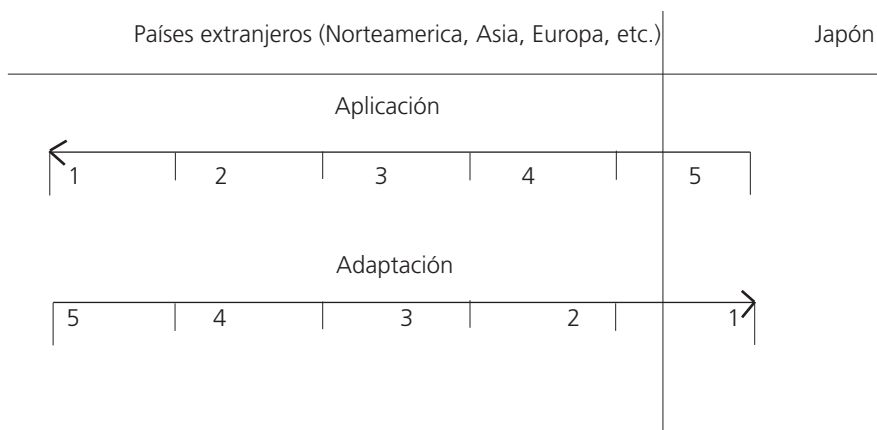 Países extranjeros (Norteamerica, Asia, Europa, etc.) Japón
Aplicación
1 2 3 4 5
Adaptación
5 4 3 2 1